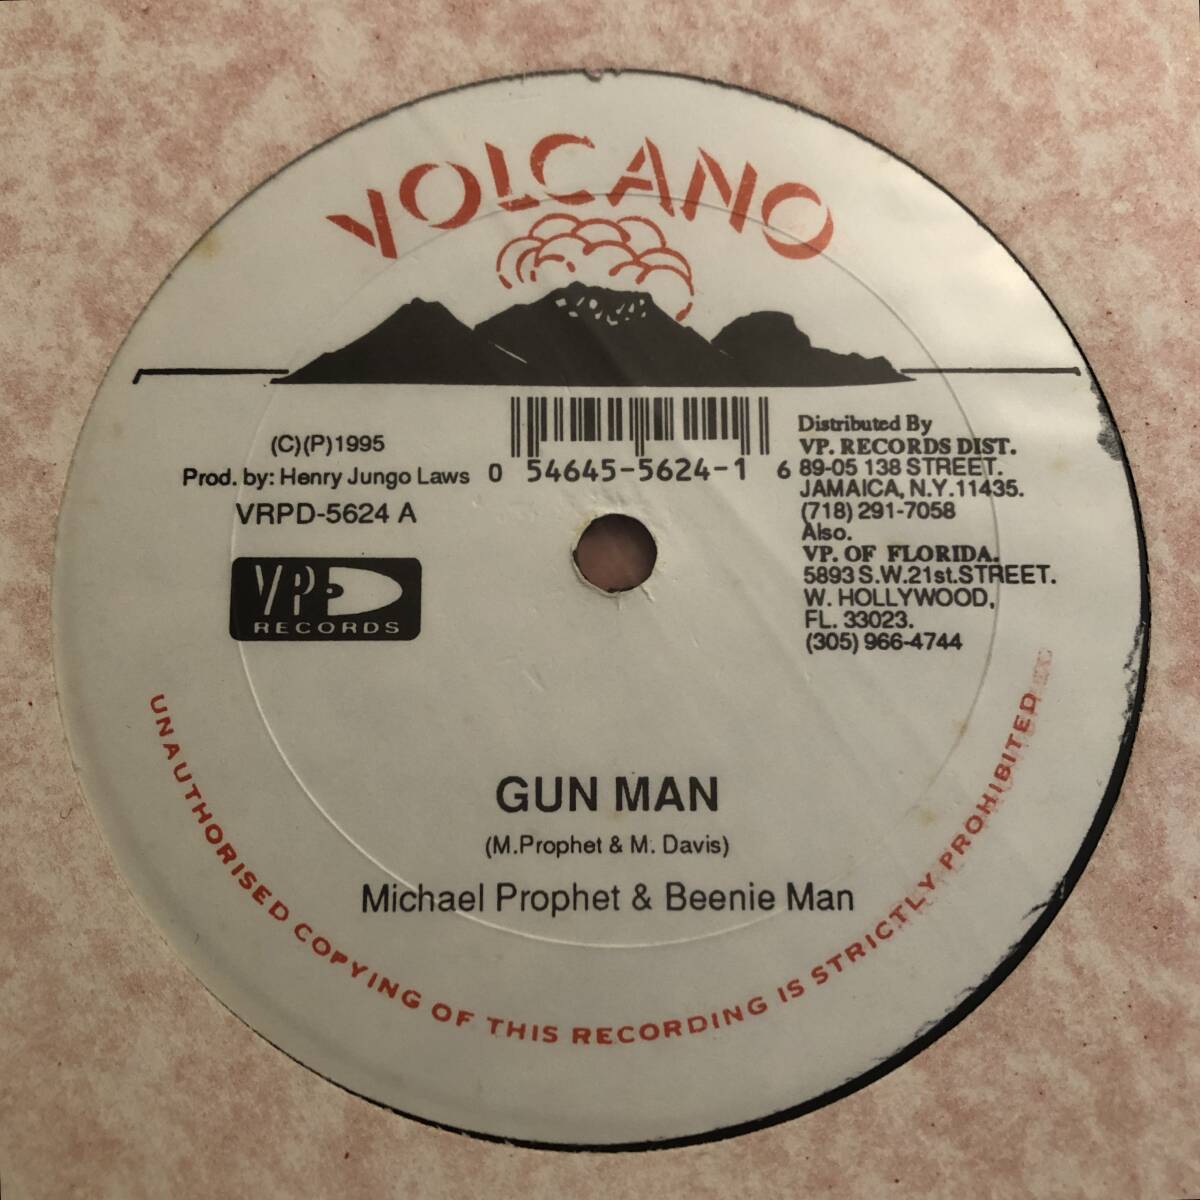 VOLCANO
(C)(P)1995
Prod. by: Henry Jungo Laws
VRPD-5624 A
VP RECORDS
0 54645-5624-1 6
Distributed By
VP. RECORDS DIST.
89-05 138 STREET.
JAMAICA, N.Y.11435.
(718) 291-7058
Also.
VP. OF FLORIDA.
5893 S.W.21st.STREET.
W. HOLLYWOOD,
FL. 33023.
(305) 966-4744
GUN MAN
(M.Prophet & M. Davis)
Michael Prophet & Beenie Man
UNAUTHORISED COPYING OF THIS RECORDING IS STRICTLY PROHIBITED